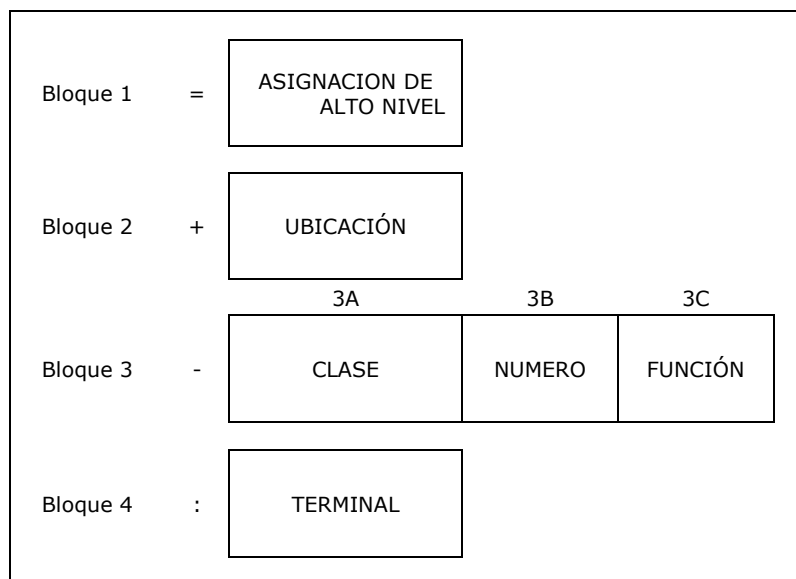 Bloque 1 = ASIGNACION DE
ALTO NIVEL
Bloque 2 + UBICACIÓN
3A 3B 3C
Bloque 3 - CLASE NUMERO FUNCIÓN
Bloque 4 : TERMINAL